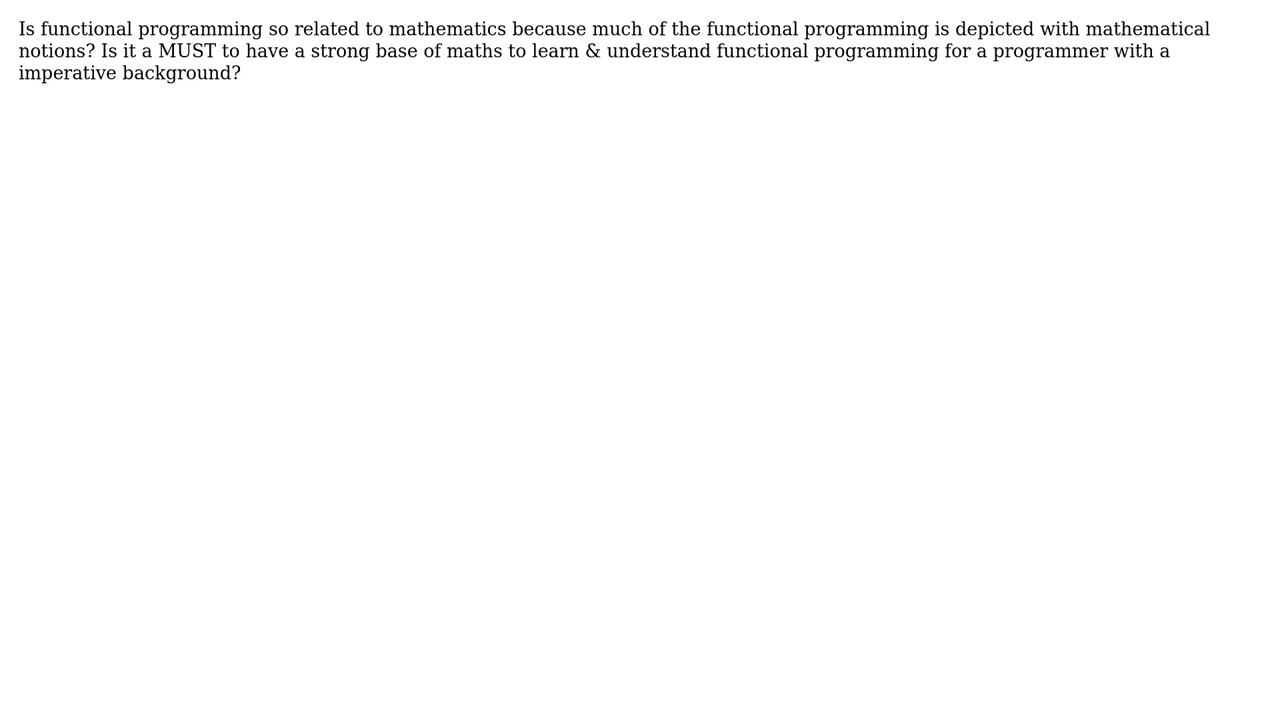 Is functional programming so related to mathematics because much of the functional programming is depicted with mathematical
notions? Is it a MUST to have a strong base of maths to learn & understand functional programming for a programmer with a
imperative background?